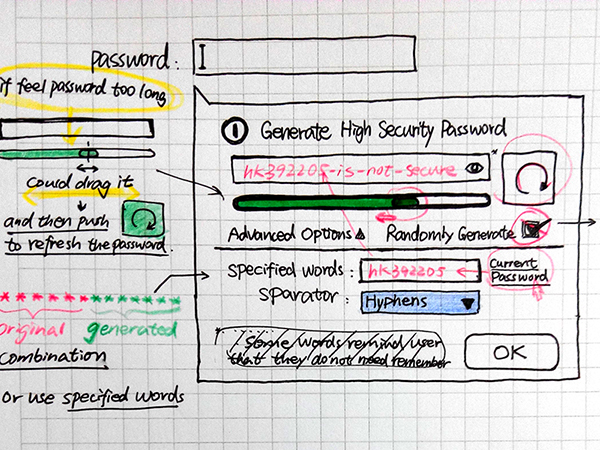 password:
if feel password too long
Generate High Security Password
hk392205-is-not-secure
could drag it
and then push
to refresh the password.
Advanced Options
Randomly Generate
specified words:
hk392205
Current
Password
sparator:
Hyphens
******************
original generated
combination
Or use specified words
Some words remind user
that they do not need remember
OK